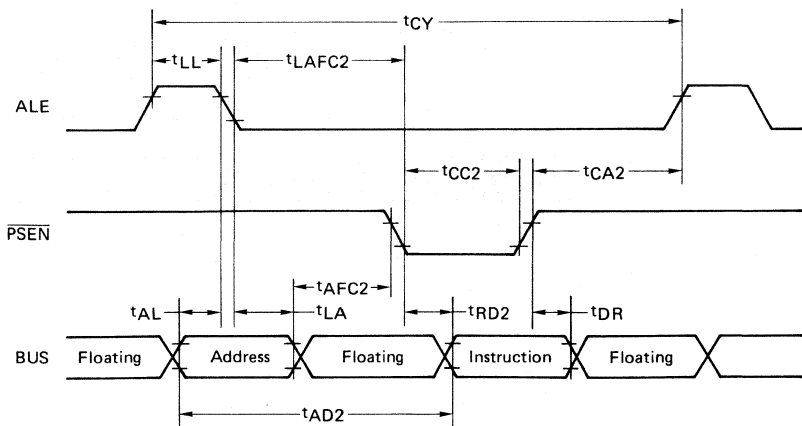 tCY
tLL tLAFC2
ALE
tCC2 tCA2
PSEN
tAFC2
tAL tLA tRD2 tDR
BUS Floating Address Floating Instruction Floating
tAD2